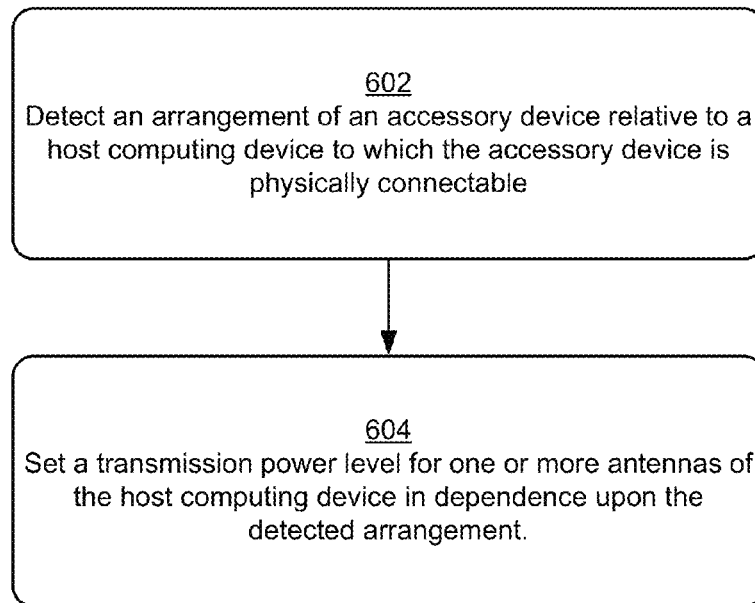 602
Detect an arrangement of an accessory device relative to a
host computing device to which the accessory device is
physically connectable
604
Set a transmission power level for one or more antennas of
the host computing device in dependence upon the
detected arrangement.